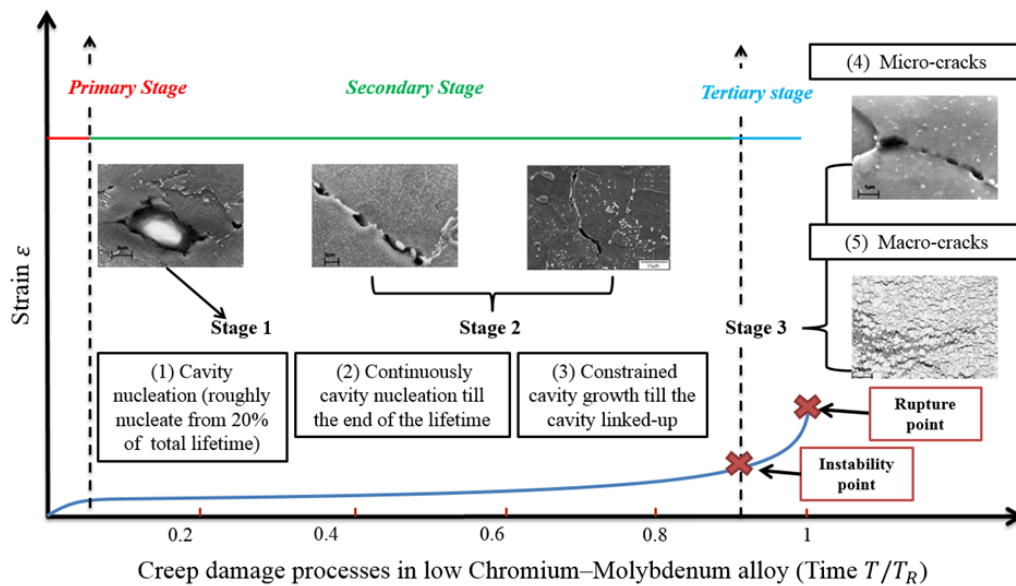 Primary Stage
Secondary Stage
Tertiary stage
(4) Micro-cracks
(5) Macro-cracks
Stage 1
Stage 2
Stage 3
(1) Cavity
nucleation (roughly
nucleate from 20%
of total lifetime)
(2) Continuously
cavity nucleation till
the end of the lifetime
(3) Constrained
cavity growth till the
cavity linked-up
Rupture
point
Instability
point
Strain ε
0.2
0.4
0.6
0.8
1
Creep damage processes in low Chromium–Molybdenum alloy (Time T/T_R)